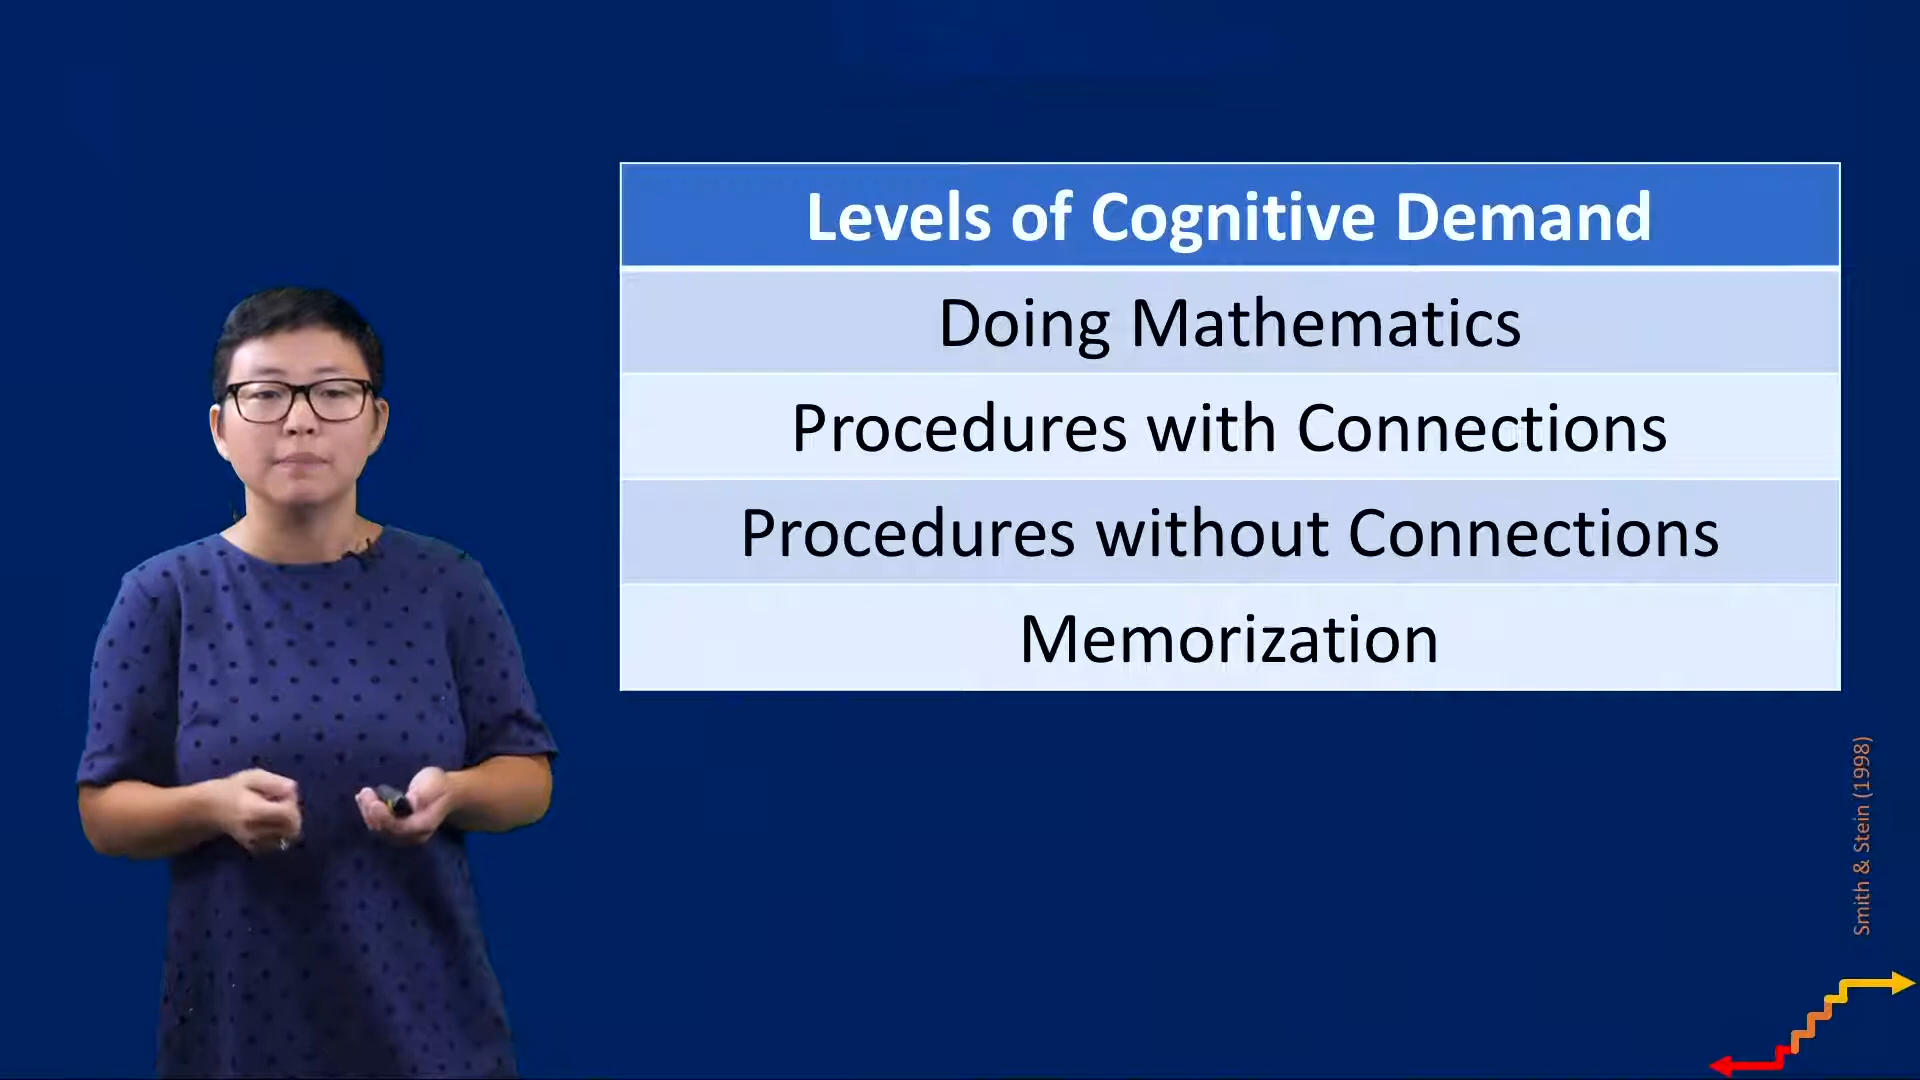 Levels of Cognitive Demand
Doing Mathematics
Procedures with Connections
Procedures without Connections
Memorization
Smith & Stein (1998)